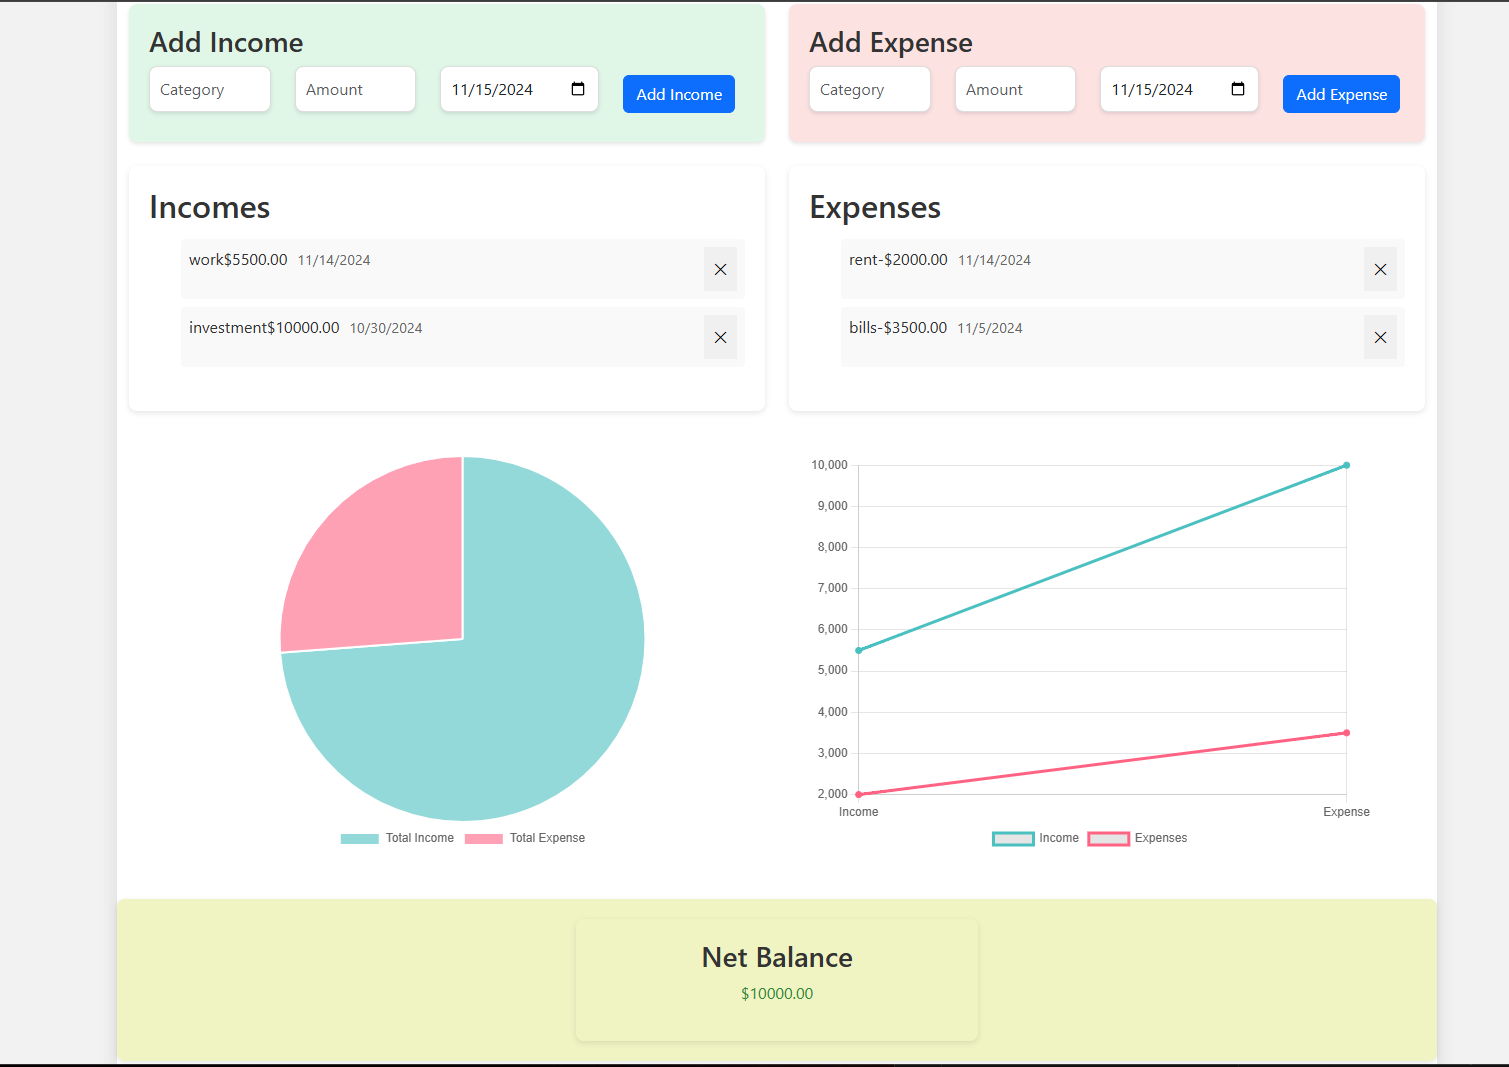 Add Income
Category
Amount
11/15/2024
Add Income
Add Expense
Category
Amount
11/15/2024
Add Expense
Incomes
work$5500.00 11/14/2024
investment$10000.00 10/30/2024
Expenses
rent-$2000.00 11/14/2024
bills-$3500.00 11/5/2024
Total Income
Total Expense
10,000
9,000
8,000
7,000
6,000
5,000
4,000
3,000
2,000
Income
Expense
Income
Expenses
Net Balance
$10000.00